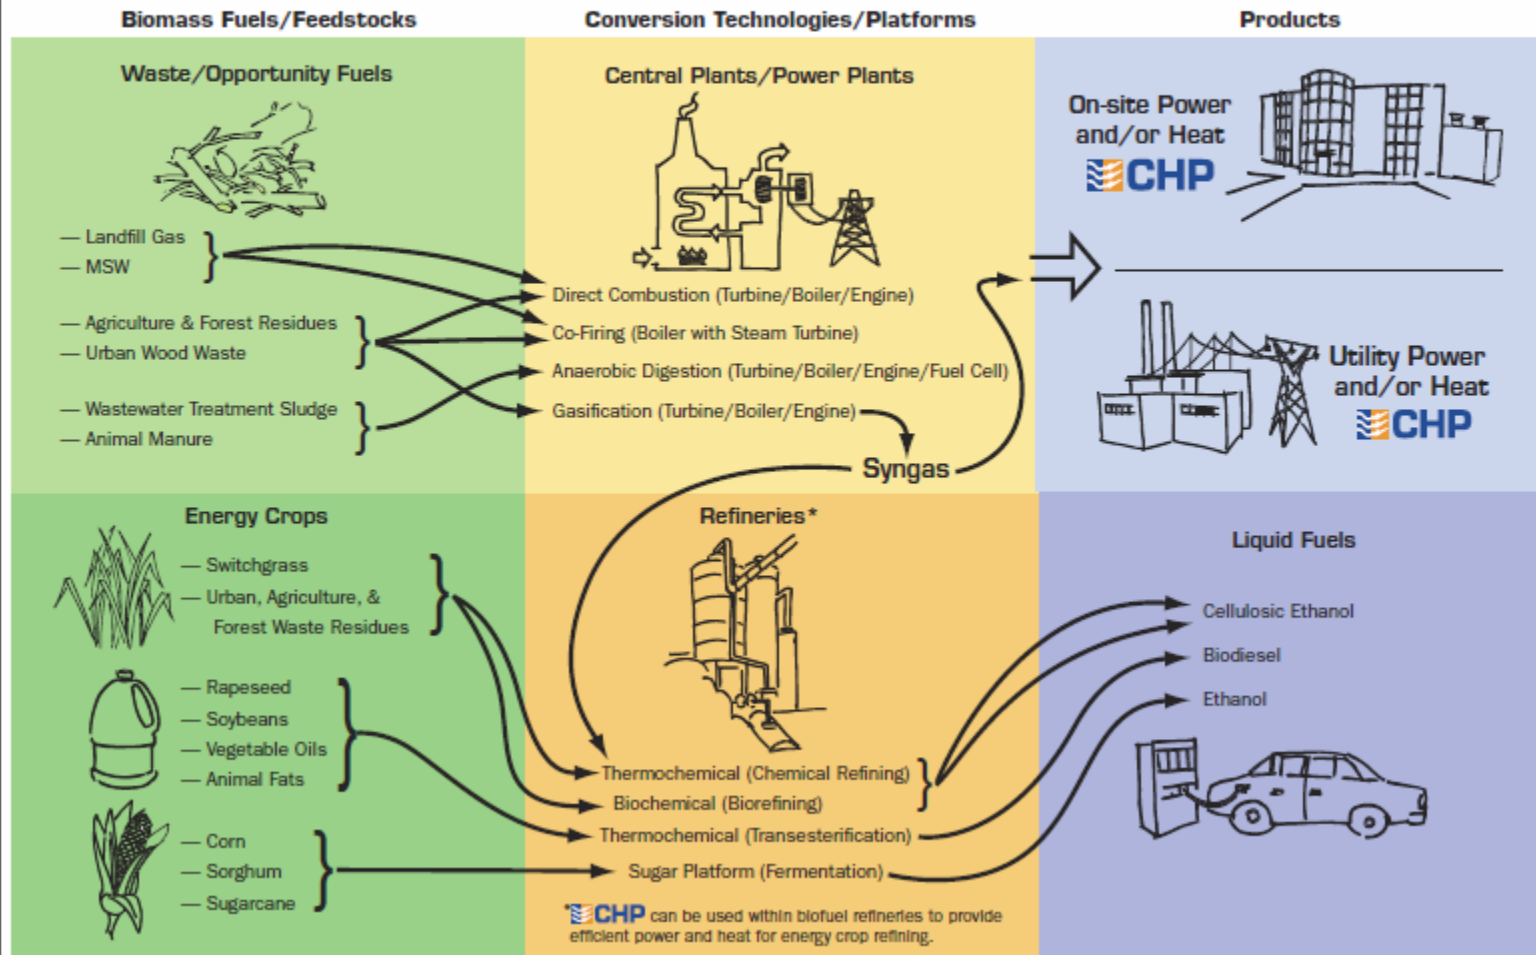 Biomass Fuels/Feedstocks
Conversion Technologies/Platforms
Products
Waste/Opportunity Fuels
— Landfill Gas
— MSW
— Agriculture & Forest Residues
— Urban Wood Waste
— Wastewater Treatment Sludge
— Animal Manure
Central Plants/Power Plants
Direct Combustion (Turbine/Boiler/Engine)
Co-Firing (Boiler with Steam Turbine)
Anaerobic Digestion (Turbine/Boiler/Engine/Fuel Cell)
Gasification (Turbine/Boiler/Engine)
Syngas
On-site Power
and/or Heat
CHP
Utility Power
and/or Heat
CHP
Energy Crops
— Switchgrass
— Urban, Agriculture, &
Forest Waste Residues
— Rapeseed
— Soybeans
— Vegetable Oils
— Animal Fats
— Corn
— Sorghum
— Sugarcane
Refineries*
Thermochemical (Chemical Refining)
Biochemical (Biorefining)
Thermochemical (Transesterification)
Sugar Platform (Fermentation)
*CHP can be used within biofuel refineries to provide
efficient power and heat for energy crop refining.
Liquid Fuels
Cellulosic Ethanol
Biodiesel
Ethanol